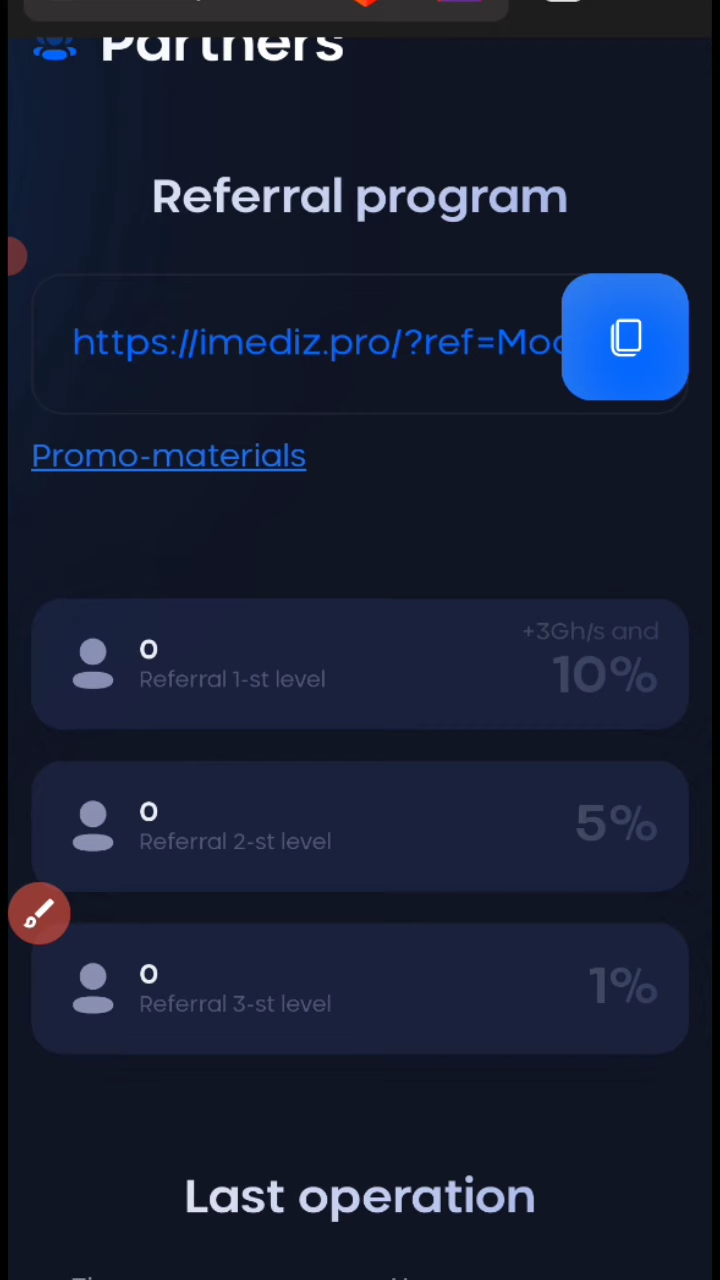 Partners
Referral program
https://imediz.pro/?ref=Moc
Promo-materials
+3Gh/s and
0
10%
Referral 1-st level
0
5%
Referral 2-st level
0
1%
Referral 3-st level
Last operation